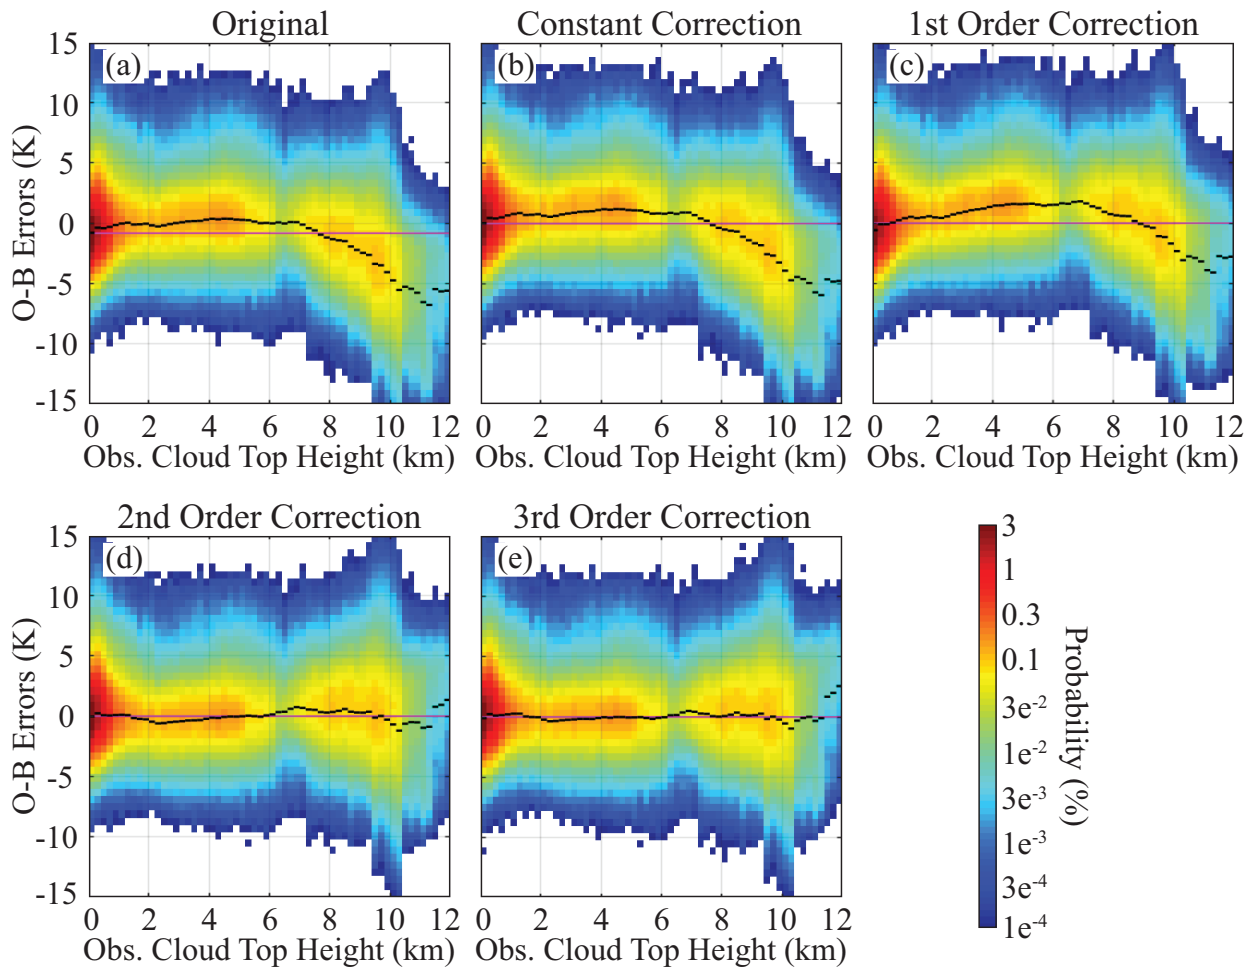 Original
Constant Correction
1st Order Correction
(a)
(b)
(c)
15
10
5
0
-5
-10
-15
O-B Errors (K)
0 2 4 6 8 10 12
0 2 4 6 8 10 12
0 2 4 6 8 10 12
Obs. Cloud Top Height (km)
Obs. Cloud Top Height (km)
Obs. Cloud Top Height (km)
2nd Order Correction
3rd Order Correction
(d)
(e)
15
10
5
0
-5
-10
-15
O-B Errors (K)
0 2 4 6 8 10 12
0 2 4 6 8 10 12
Obs. Cloud Top Height (km)
Obs. Cloud Top Height (km)
3
1
0.3
0.1
3e⁻²
1e⁻²
3e⁻³
1e⁻³
3e⁻⁴
1e⁻⁴
Probability (%)